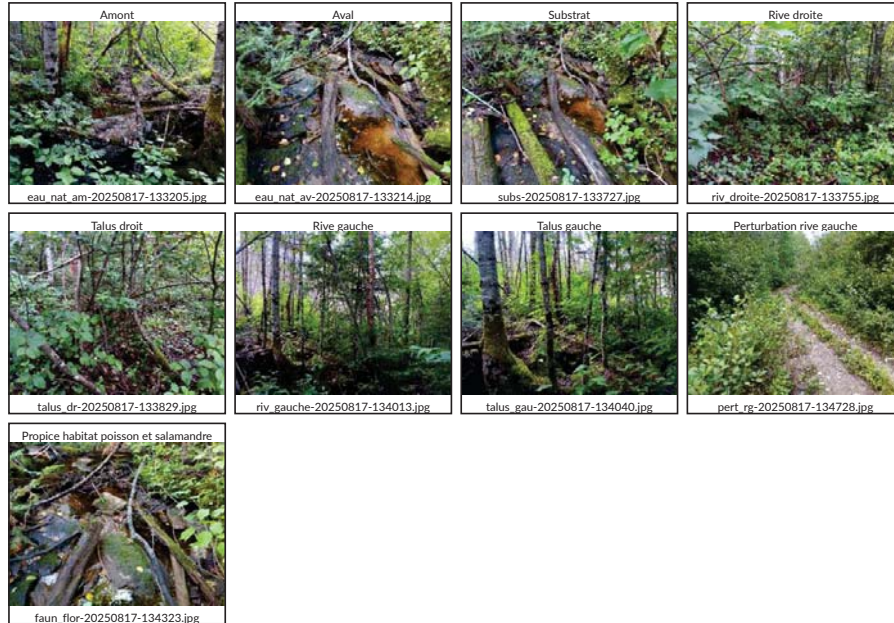 Amont
Aval
Substrat
Rive droite
eau_nat_am-20250817-133205.jpg
eau_nat_av-20250817-133214.jpg
subs-20250817-133727.jpg
riv_droite-20250817-133755.jpg
Talus droit
Rive gauche
Talus gauche
Perturbation rive gauche
talus_dr-20250817-133829.jpg
riv_gauche-20250817-134013.jpg
talus_gau-20250817-134040.jpg
pert_rg-20250817-134728.jpg
Propice habitat poisson et salamandre
faun_flor-20250817-134323.jpg